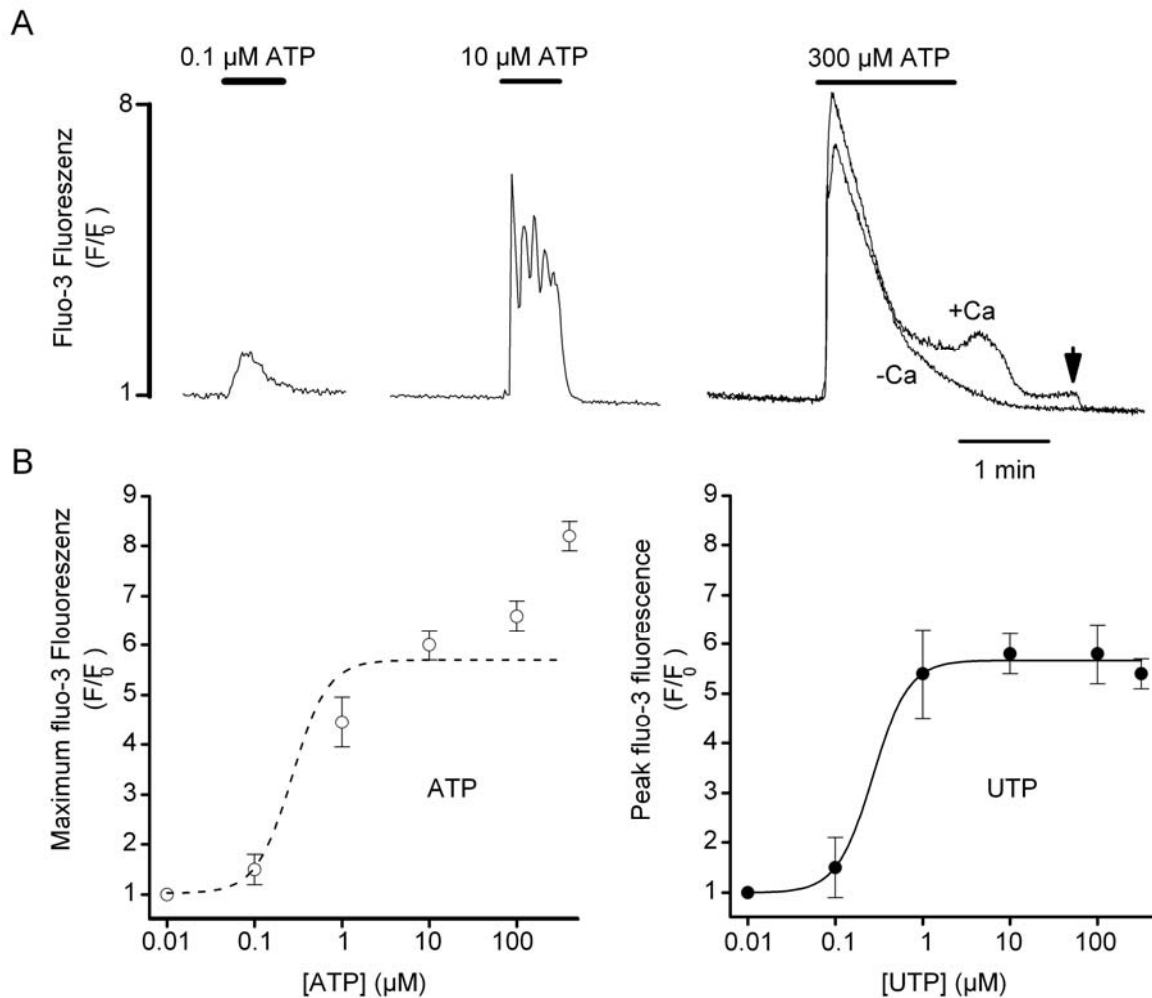 A
0.1 µM ATP
10 µM ATP
300 µM ATP
8
1
Fluo-3 Fluoreszenz
(F/F0)
+Ca
-Ca
1 min
B
Maximum fluo-3 Flouoreszenz
(F/F0)
9
8
7
6
5
4
3
2
1
ATP
0.01 0.1 1 10 100
[ATP] (µM)
Peak fluo-3 fluorescence
(F/F0)
9
8
7
6
5
4
3
2
1
UTP
0.01 0.1 1 10 100
[UTP] (µM)